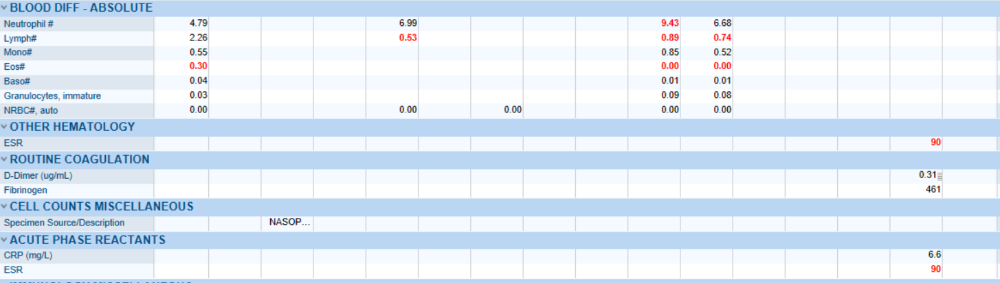 BLOOD DIFF - ABSOLUTE
Neutrophil # 4.79 6.99 9.43 6.68
Lymph# 2.26 0.53 0.89 0.74
Mono# 0.55 0.85 0.52
Eos# 0.30 0.00 0.00
Baso# 0.04 0.01 0.01
Granulocytes, immature 0.03 0.09 0.08
NRBC#, auto 0.00 0.00 0.00 0.00 0.00
OTHER HEMATOLOGY
ESR 90
ROUTINE COAGULATION
D-Dimer (ug/mL) 0.31
Fibrinogen 461
CELL COUNTS MISCELLANEOUS
Specimen Source/Description NASOP...
ACUTE PHASE REACTANTS
CRP (mg/L) 6.6
ESR 90